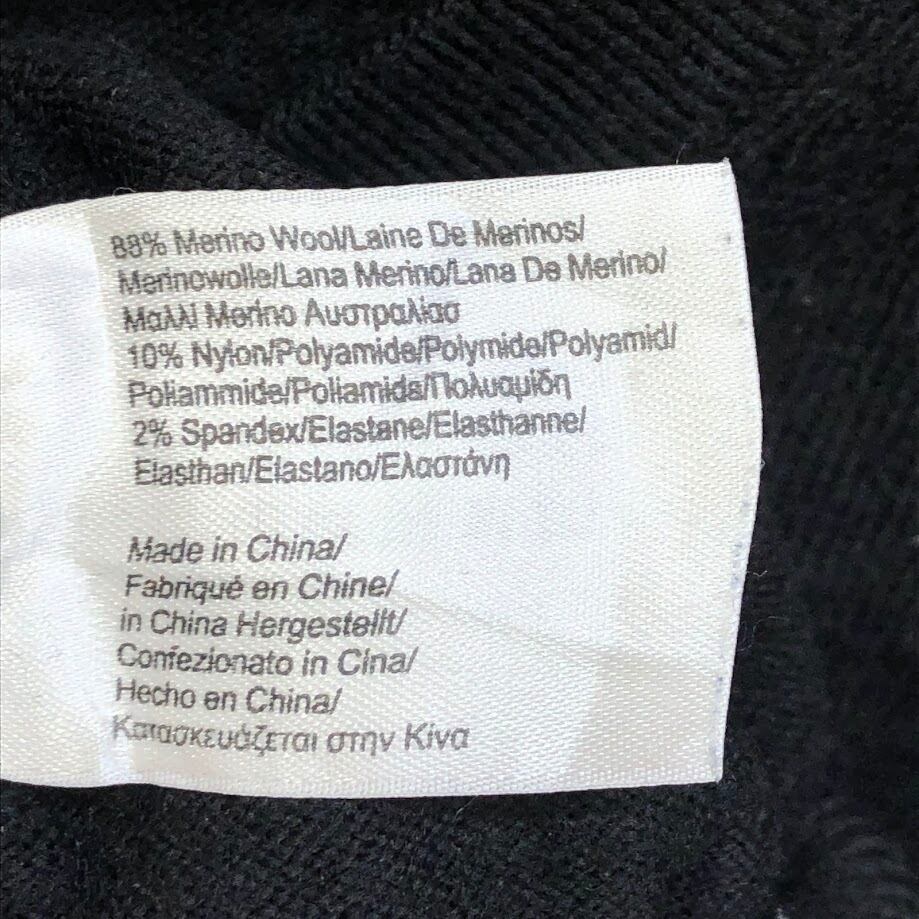 88% Merino Wool/Laine De Merinos/
Merinowolle/Lana Merino/Lana De Merino/
Μαλλί Merino Αυστραλίασ
10% Nylon/Polyamide/Polymide/Polyamid/
Poliammide/Poliamida/Πολυαμίδη
2% Spandex/Elastane/Elasthanne/
Elasthan/Elastano/Ελαστάνη
Made in China/
Fabriqué en Chine/
in China Hergestellt/
Confezionato in Cina/
Hecho en China/
Κατασκευάζεται στην Κίνα